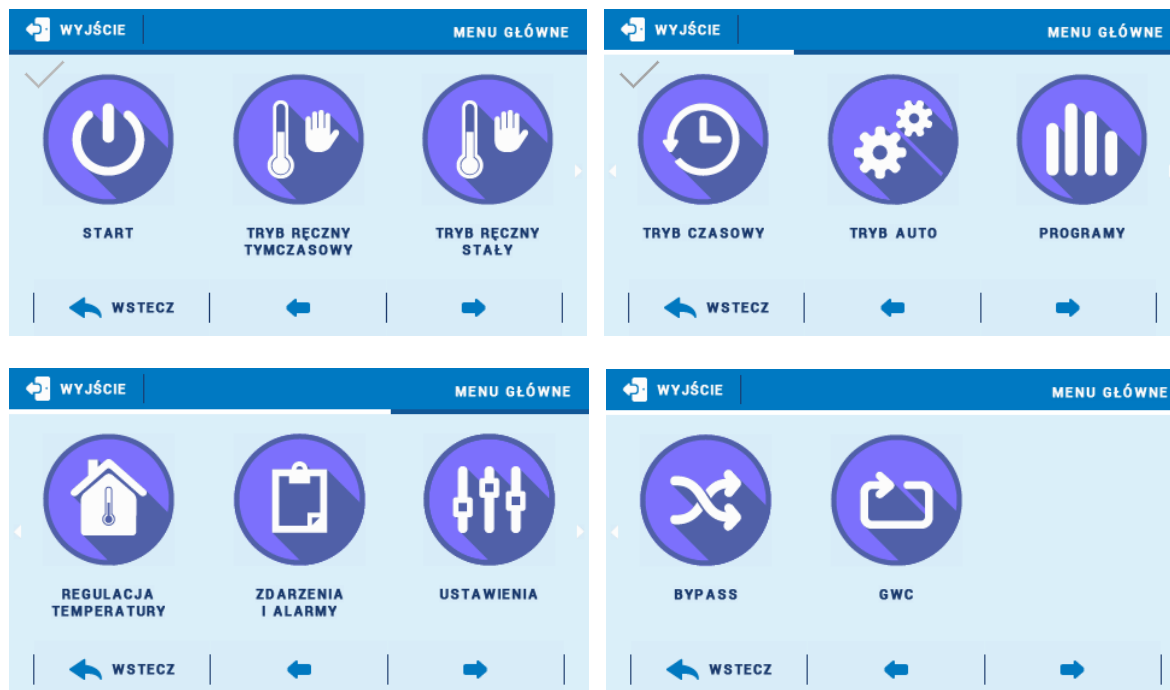 WYJŚCIE
MENU GŁÓWNE
START
TRYB RĘCZNY
TYMCZASOWY
TRYB RĘCZNY
STAŁY
WSTECZ
WYJŚCIE
MENU GŁÓWNE
TRYB CZASOWY
TRYB AUTO
PROGRAMY
WSTECZ
WYJŚCIE
MENU GŁÓWNE
REGULACJA
TEMPERATURY
ZDARZENIA
I ALARMY
USTAWIENIA
WSTECZ
WYJŚCIE
MENU GŁÓWNE
BYPASS
GWC
WSTECZ